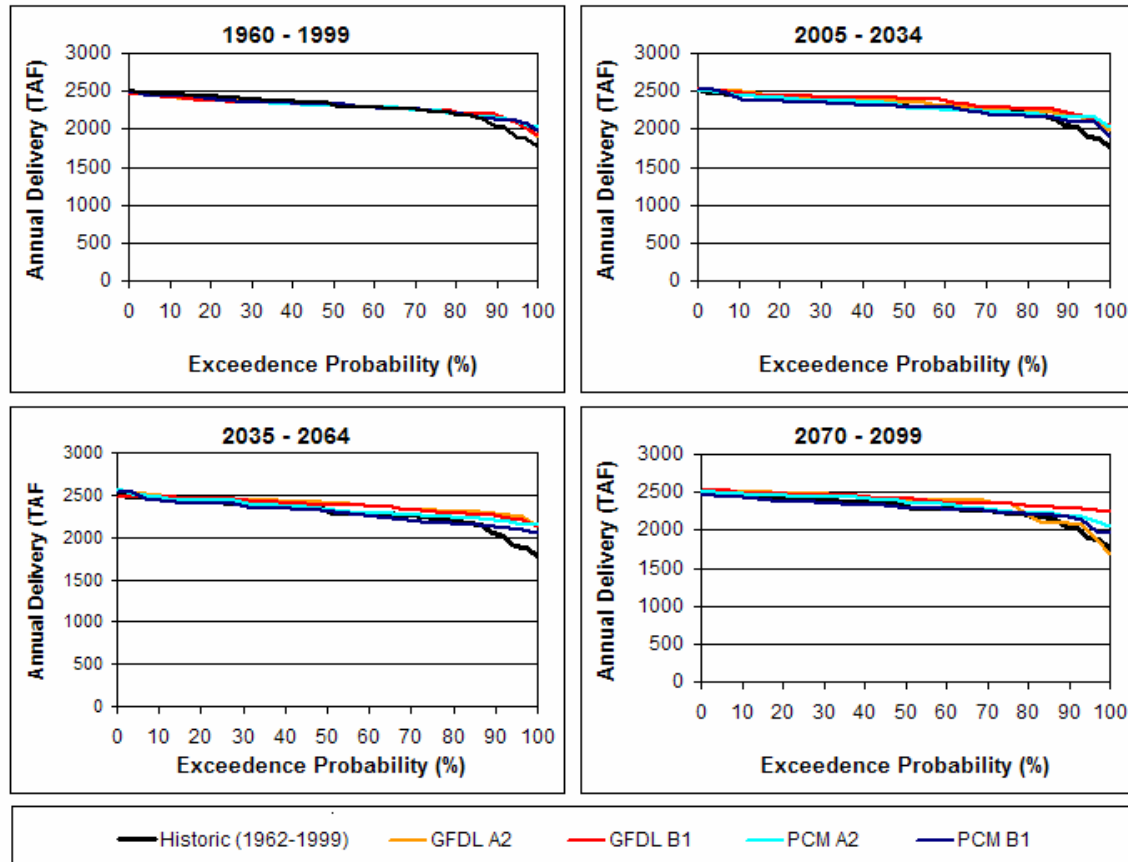 1960 - 1999
Annual Delivery (TAF)
3000
2500
2000
1500
1000
500
0
0 10 20 30 40 50 60 70 80 90 100
Exceedence Probability (%)
2005 - 2034
Annual Delivery (TAF)
3000
2500
2000
1500
1000
500
0
0 10 20 30 40 50 60 70 80 90 100
Exceedence Probability (%)
2035 - 2064
Annual Delivery (TAF
3000
2500
2000
1500
1000
500
0
0 10 20 30 40 50 60 70 80 90 100
Exceedence Probability (%)
2070 - 2099
Annual Delivery (TAF)
3000
2500
2000
1500
1000
500
0
0 10 20 30 40 50 60 70 80 90 100
Exceedence Probability (%)
Historic (1962-1999) GFDL A2 GFDL B1 PCM A2 PCM B1